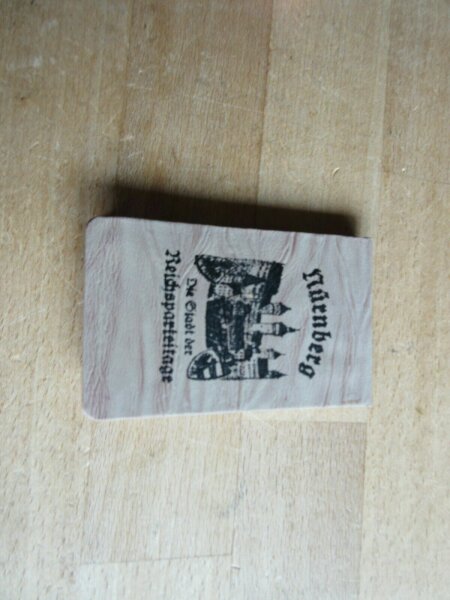 Nürnberg
Die Stadt der
Reichsparteitage